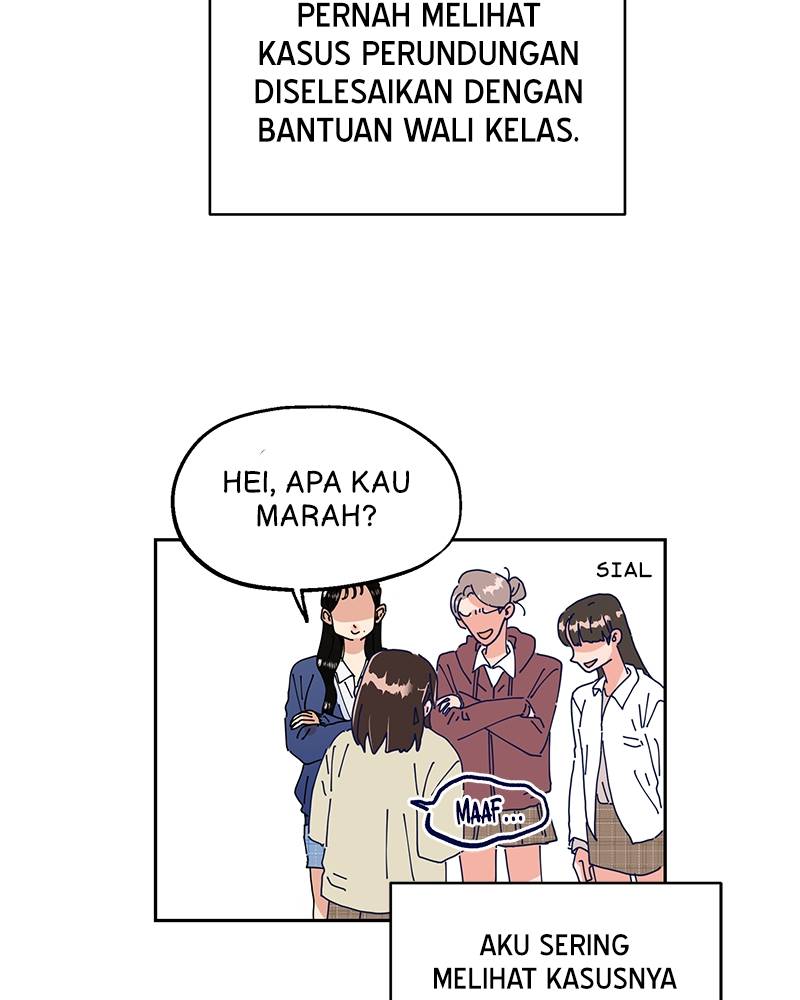 PERNAH MELIHAT
KASUS PERUNDUNGAN
DISELESAIKAN DENGAN
BANTUAN WALI KELAS.
HEI, APA KAU
MARAH?
SIAL
MAAF...
AKU SERING
MELIHAT KASUSNYA